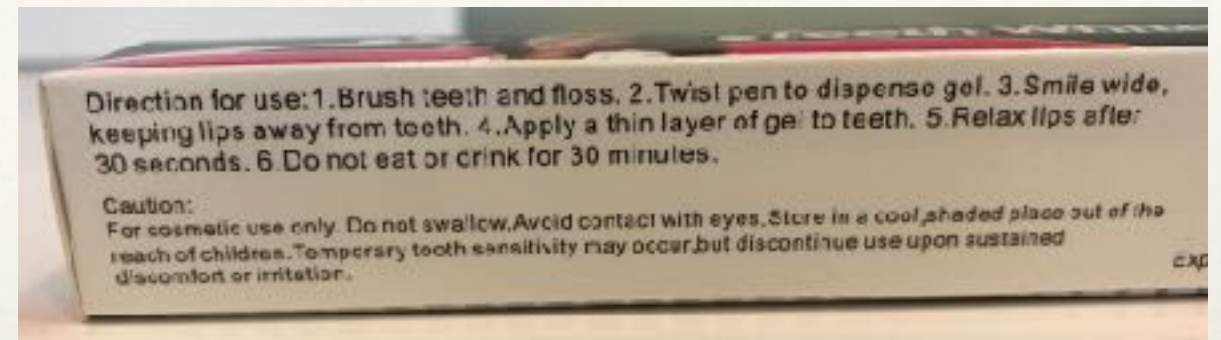 Teeth Whit
Direction for use:1.Brush teeth and floss. 2.Twist pen to dispense gel. 3.Smile wide,
keeping lips away from teeth. 4.Apply a thin layer of gel to teeth. 5.Relax lips after
30 seconds. 6.Do not eat or drink for 30 minutes.
Caution:
For cosmetic use only. Do not swallow.Avoid contact with eyes.Store in a cool,shaded place out of the
reach of children.Temporary tooth sensitivity may occur,but discontinue use upon sustained
discomfort or irritation.
exp